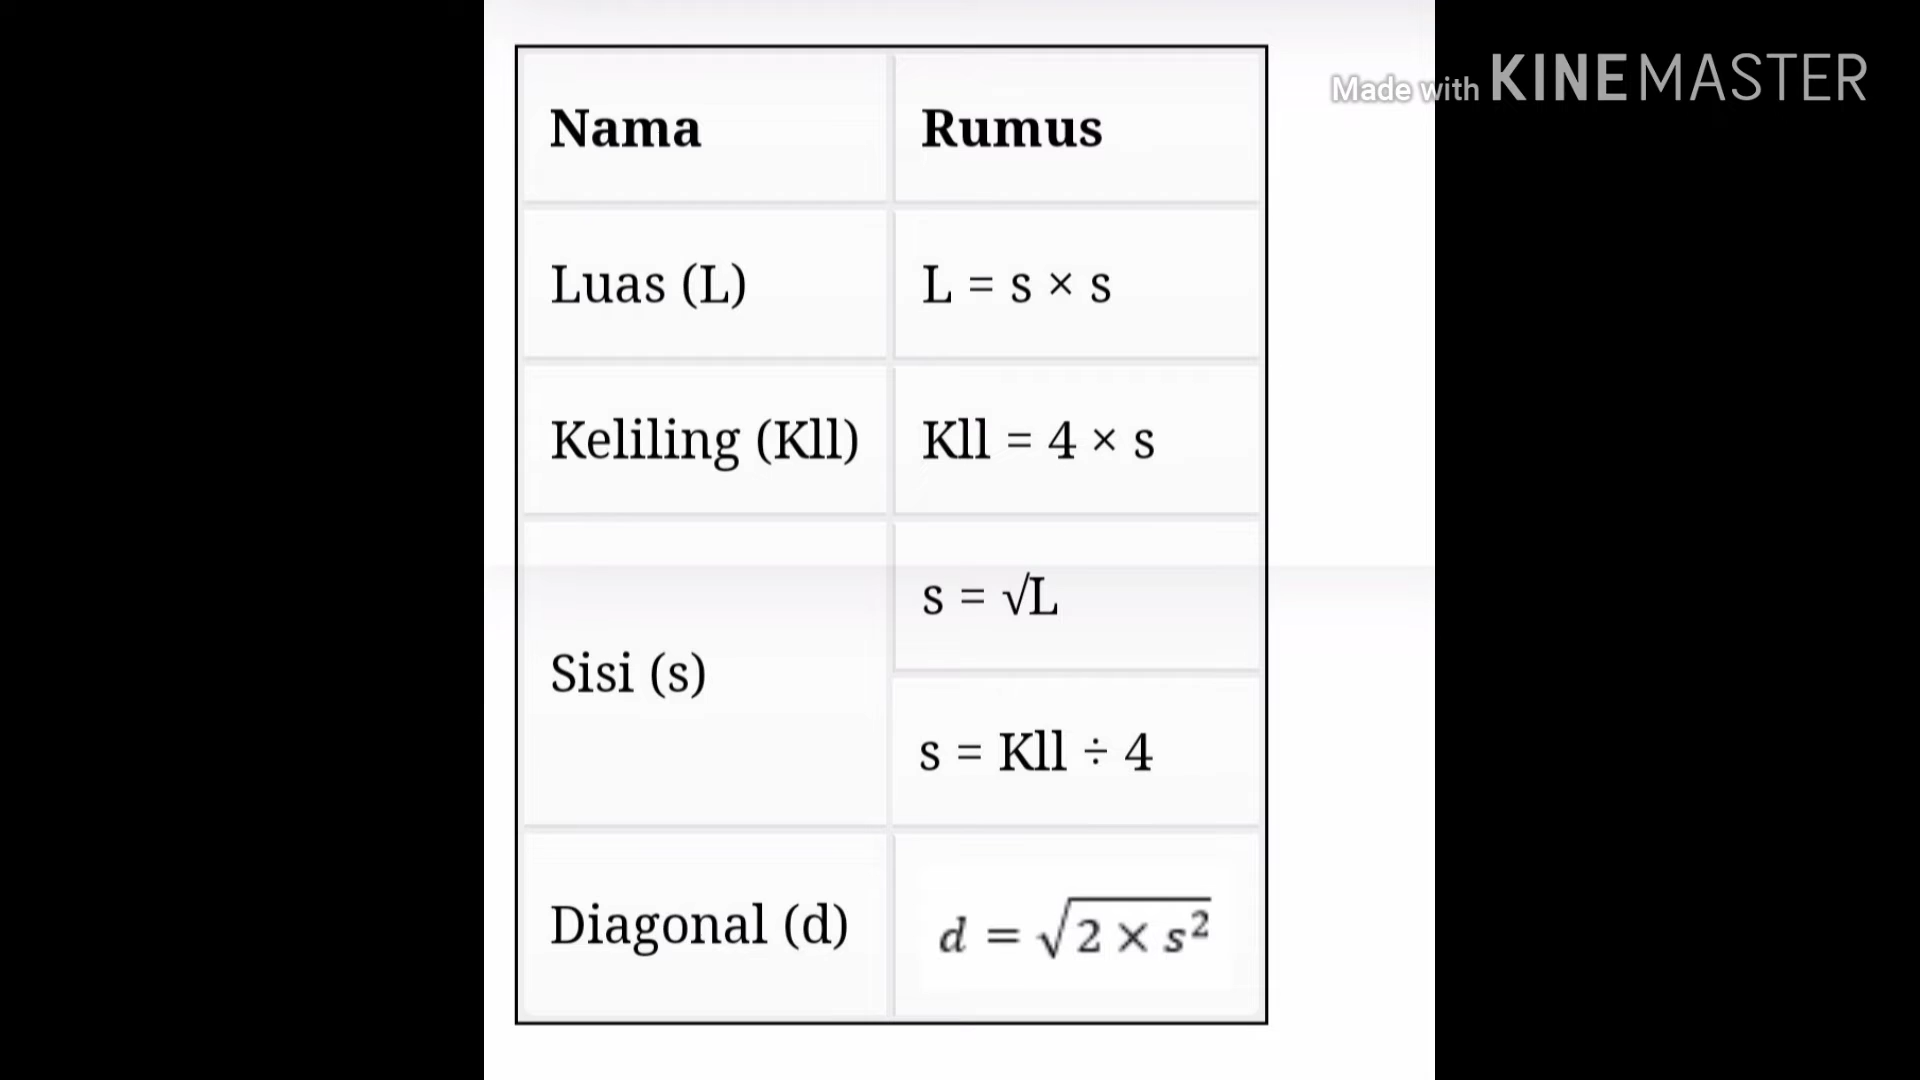 Made with KINEMASTER
Nama Rumus
Luas (L) L = s × s
Keliling (Kll) Kll = 4 × s
Sisi (s) s = √L
s = Kll ÷ 4
Diagonal (d) d = √2 × s²